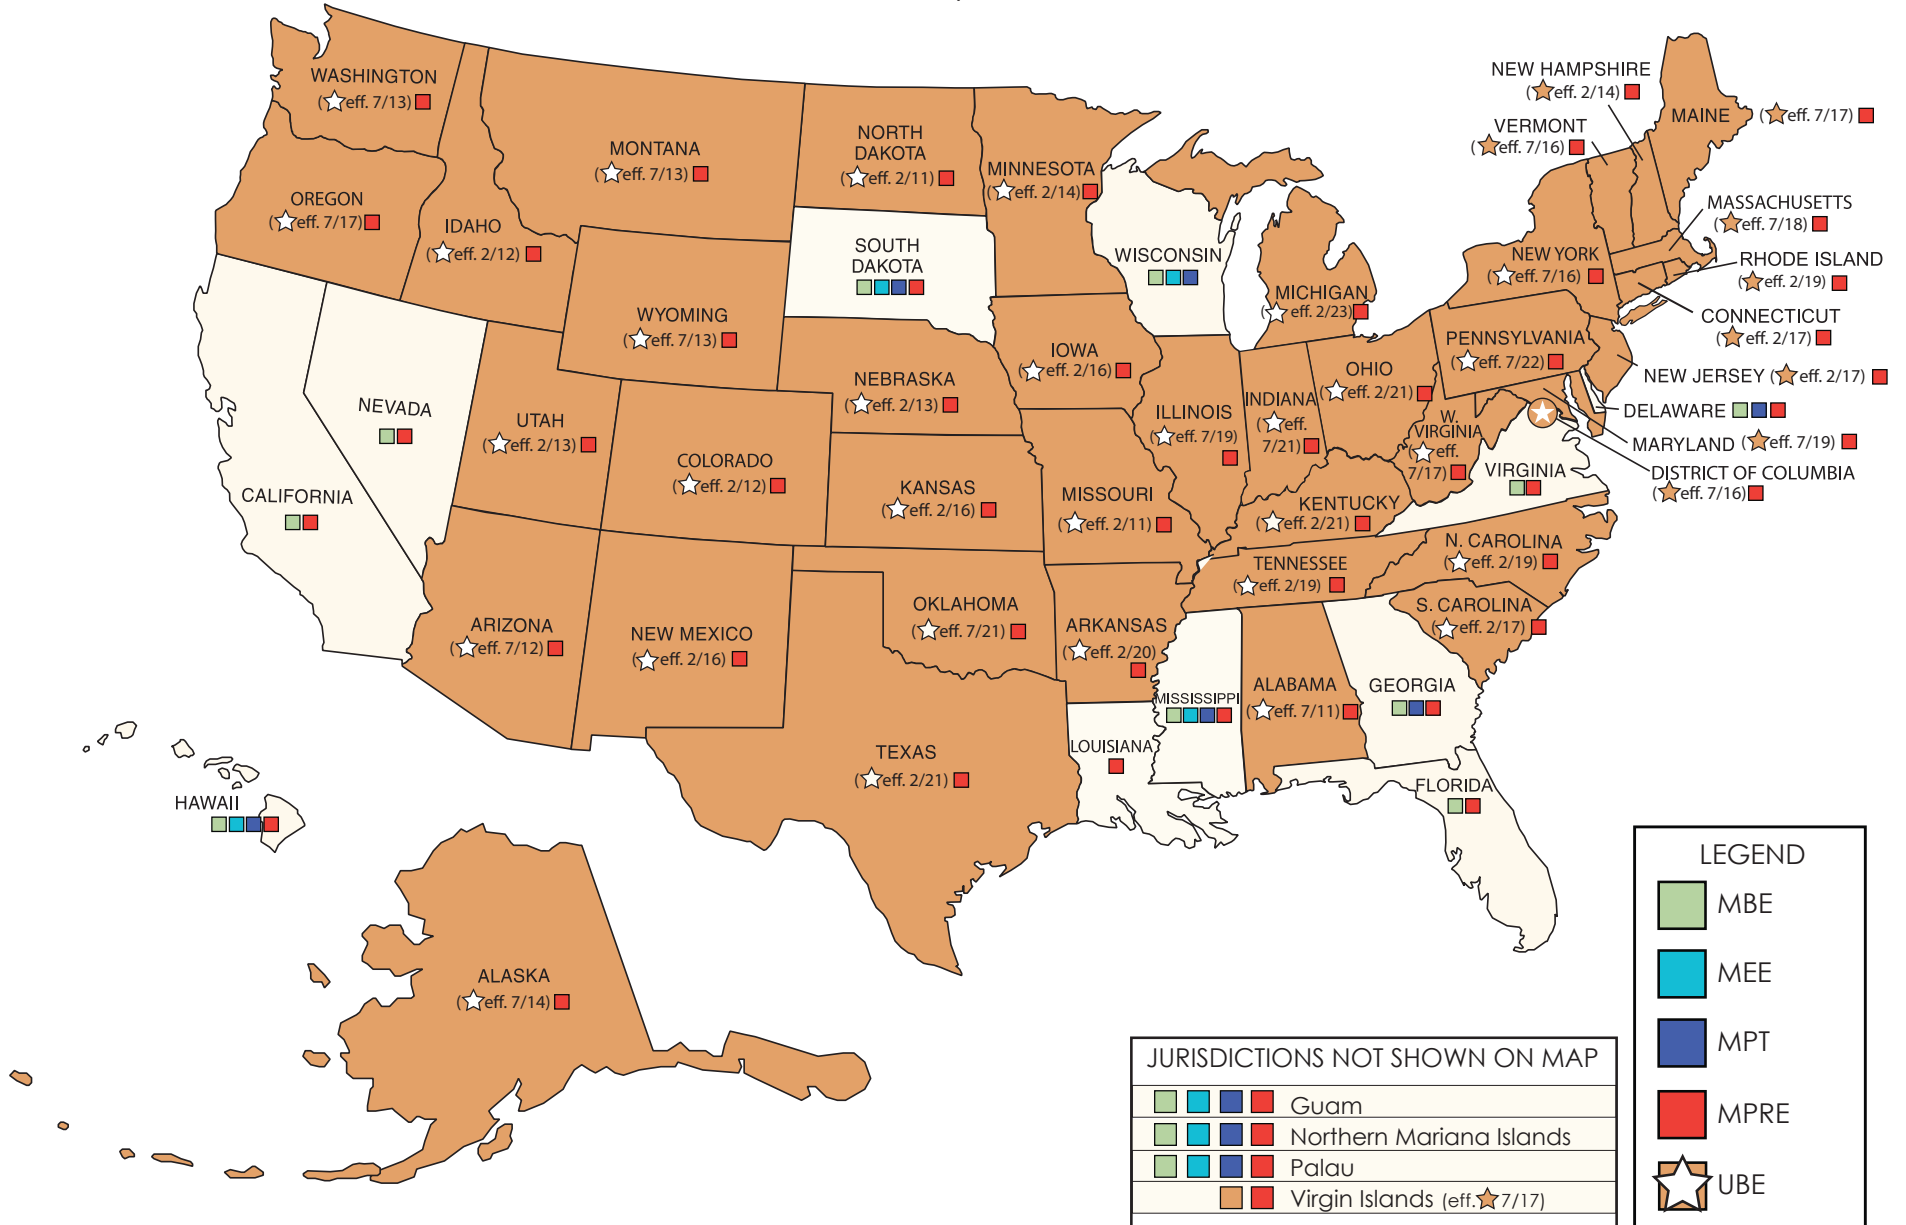 WASHINGTON
(eff. 7/13)
OREGON
(eff. 7/17)
IDAHO
(eff. 2/12)
MONTANA
(eff. 7/13)
NORTH
DAKOTA
(eff. 2/11)
MINNESOTA
(eff. 2/14)
SOUTH
DAKOTA
WISCONSIN
MICHIGAN
(eff. 2/23)
WYOMING
(eff. 7/13)
NEBRASKA
(eff. 2/13)
IOWA
(eff. 2/16)
ILLINOIS
(eff. 7/19)
INDIANA
(eff.
7/21)
OHIO
(eff. 2/21)
PENNSYLVANIA
(eff. 7/22)
NEW YORK
(eff. 7/16)
NEW HAMPSHIRE
(eff. 2/14)
VERMONT
(eff. 7/16)
MAINE (eff. 7/17)
MASSACHUSETTS
(eff. 7/18)
RHODE ISLAND
(eff. 2/19)
CONNECTICUT
(eff. 2/17)
NEW JERSEY (eff. 2/17)
DELAWARE
MARYLAND (eff. 7/19)
DISTRICT OF COLUMBIA
(eff. 7/16)
W.
VIRGINIA
(eff.
7/17)
VIRGINIA
NEVADA
UTAH
(eff. 2/13)
COLORADO
(eff. 2/12)
KANSAS
(eff. 2/16)
MISSOURI
(eff. 2/11)
KENTUCKY
(eff. 2/21)
CALIFORNIA
ARIZONA
(eff. 7/12)
NEW MEXICO
(eff. 2/16)
OKLAHOMA
(eff. 7/21)
ARKANSAS
(eff. 2/20)
TENNESSEE
(eff. 2/19)
N. CAROLINA
(eff. 2/19)
S. CAROLINA
(eff. 2/17)
TEXAS
(eff. 2/21)
LOUISIANA
MISSISSIPPI
ALABAMA
(eff. 7/11)
GEORGIA
FLORIDA
HAWAII
ALASKA
(eff. 7/14)
JURISDICTIONS NOT SHOWN ON MAP
Guam
Northern Mariana Islands
Palau
Virgin Islands (eff. 7/17)
LEGEND
MBE
MEE
MPT
MPRE
UBE